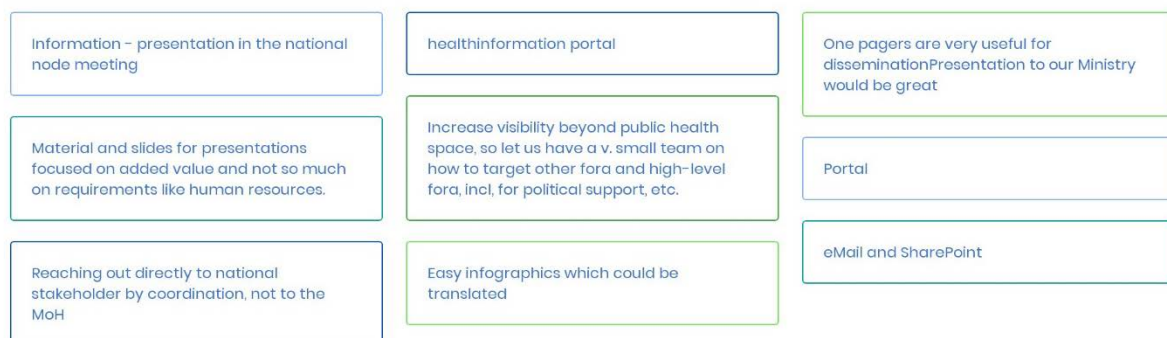 Information - presentation in the national
node meeting
Material and slides for presentations
focused on added value and not so much
on requirements like human resources.
Reaching out directly to national
stakeholder by coordination, not to the
MoH
healthinformation portal
Increase visibility beyond public health
space, so let us have a v. small team on
how to target other fora and high-level
fora, incl, for political support, etc.
Easy infographics which could be
translated
One pagers are very useful for
disseminationPresentation to our Ministry
would be great
Portal
eMail and SharePoint